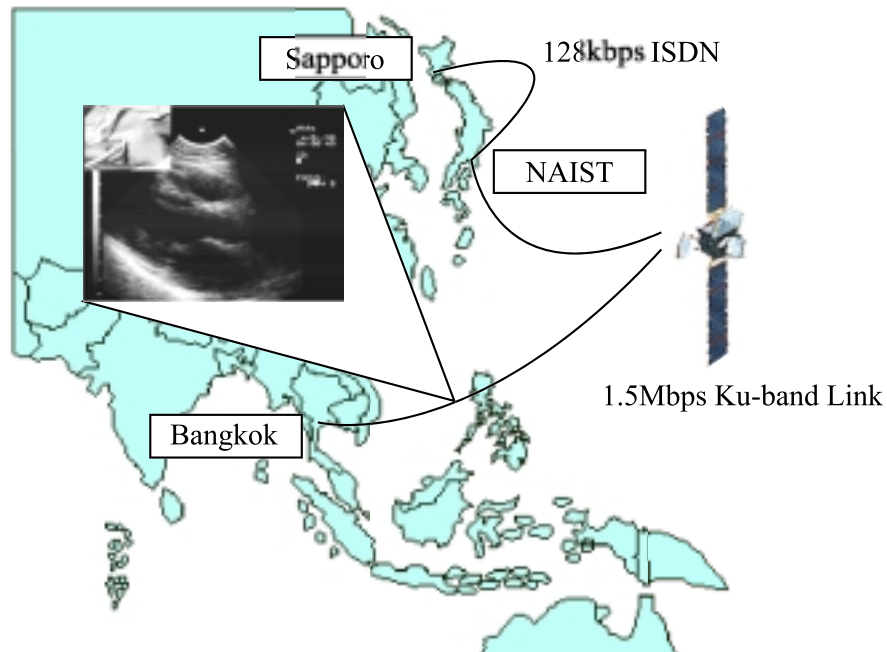 Sapporo
128kbps ISDN
NAIST
1.5Mbps Ku-band Link
Bangkok